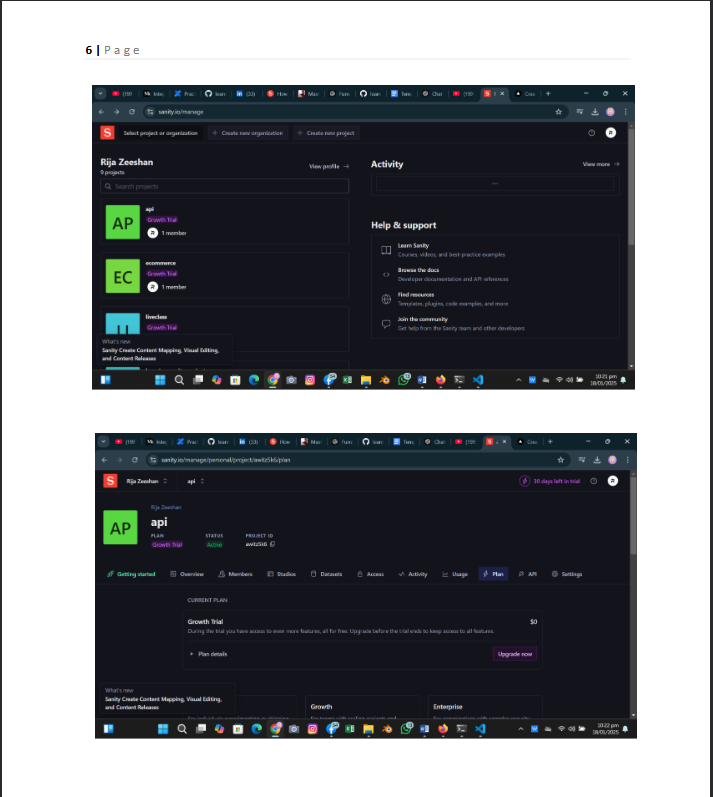 6 | Page
sanity.io/manage
Select project or organization
+ Create new organization
+ Create new project
Rija Zeeshan
9 projects
View profile →
Search projects
AP
api
Growth Trial
1 member
EC
ecommerce
Growth Trial
1 member
liveclass
Growth Trial
What's new
Sanity Create Content Mapping, Visual Editing,
and Content Releases
Activity
View more →
Help & support
Learn Sanity
Courses, videos, and best-practice examples
Browse the docs
Developer documentation and API references
Find resources
Templates, plugins, code examples, and more
Join the community
Get help from the Sanity team and other developers
10:21 pm
18/01/2025
sanity.io/manage/personal/project/awitz5k6/plan
Rija Zeeshan
api
30 days left in trial
AP
Rija Zeeshan
api
PLAN STATUS PROJECT ID
Growth Trial Active awitz5k6
Getting started Overview Members Studios Datasets Access Activity Usage Plan API Settings
CURRENT PLAN
Growth Trial $0
During the trial you have access to even more features, all for free. Upgrade before the trial ends to keep access to all features.
Plan details
Upgrade now
What's new
Sanity Create Content Mapping, Visual Editing,
and Content Releases
Growth
Enterprise
10:22 pm
18/01/2025